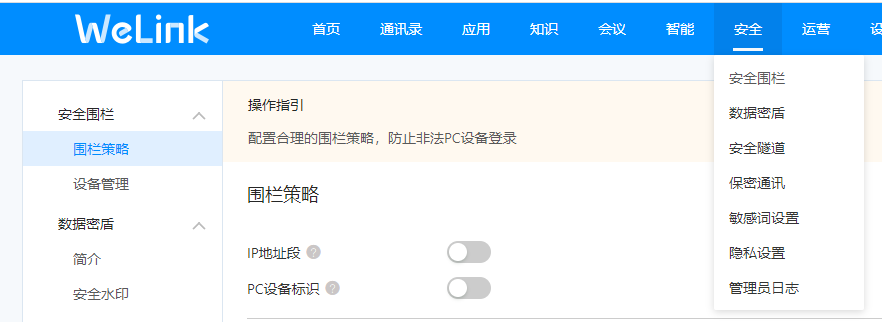 WeLink
首页 通讯录 应用 知识 会议 智能 安全 运营
安全围栏
围栏策略
设备管理
数据密盾
简介
安全水印
操作指引
配置合理的围栏策略，防止非法PC设备登录
围栏策略
IP地址段 ?
PC设备标识 ?
安全围栏
数据密盾
安全隧道
保密通讯
敏感词设置
隐私设置
管理员日志